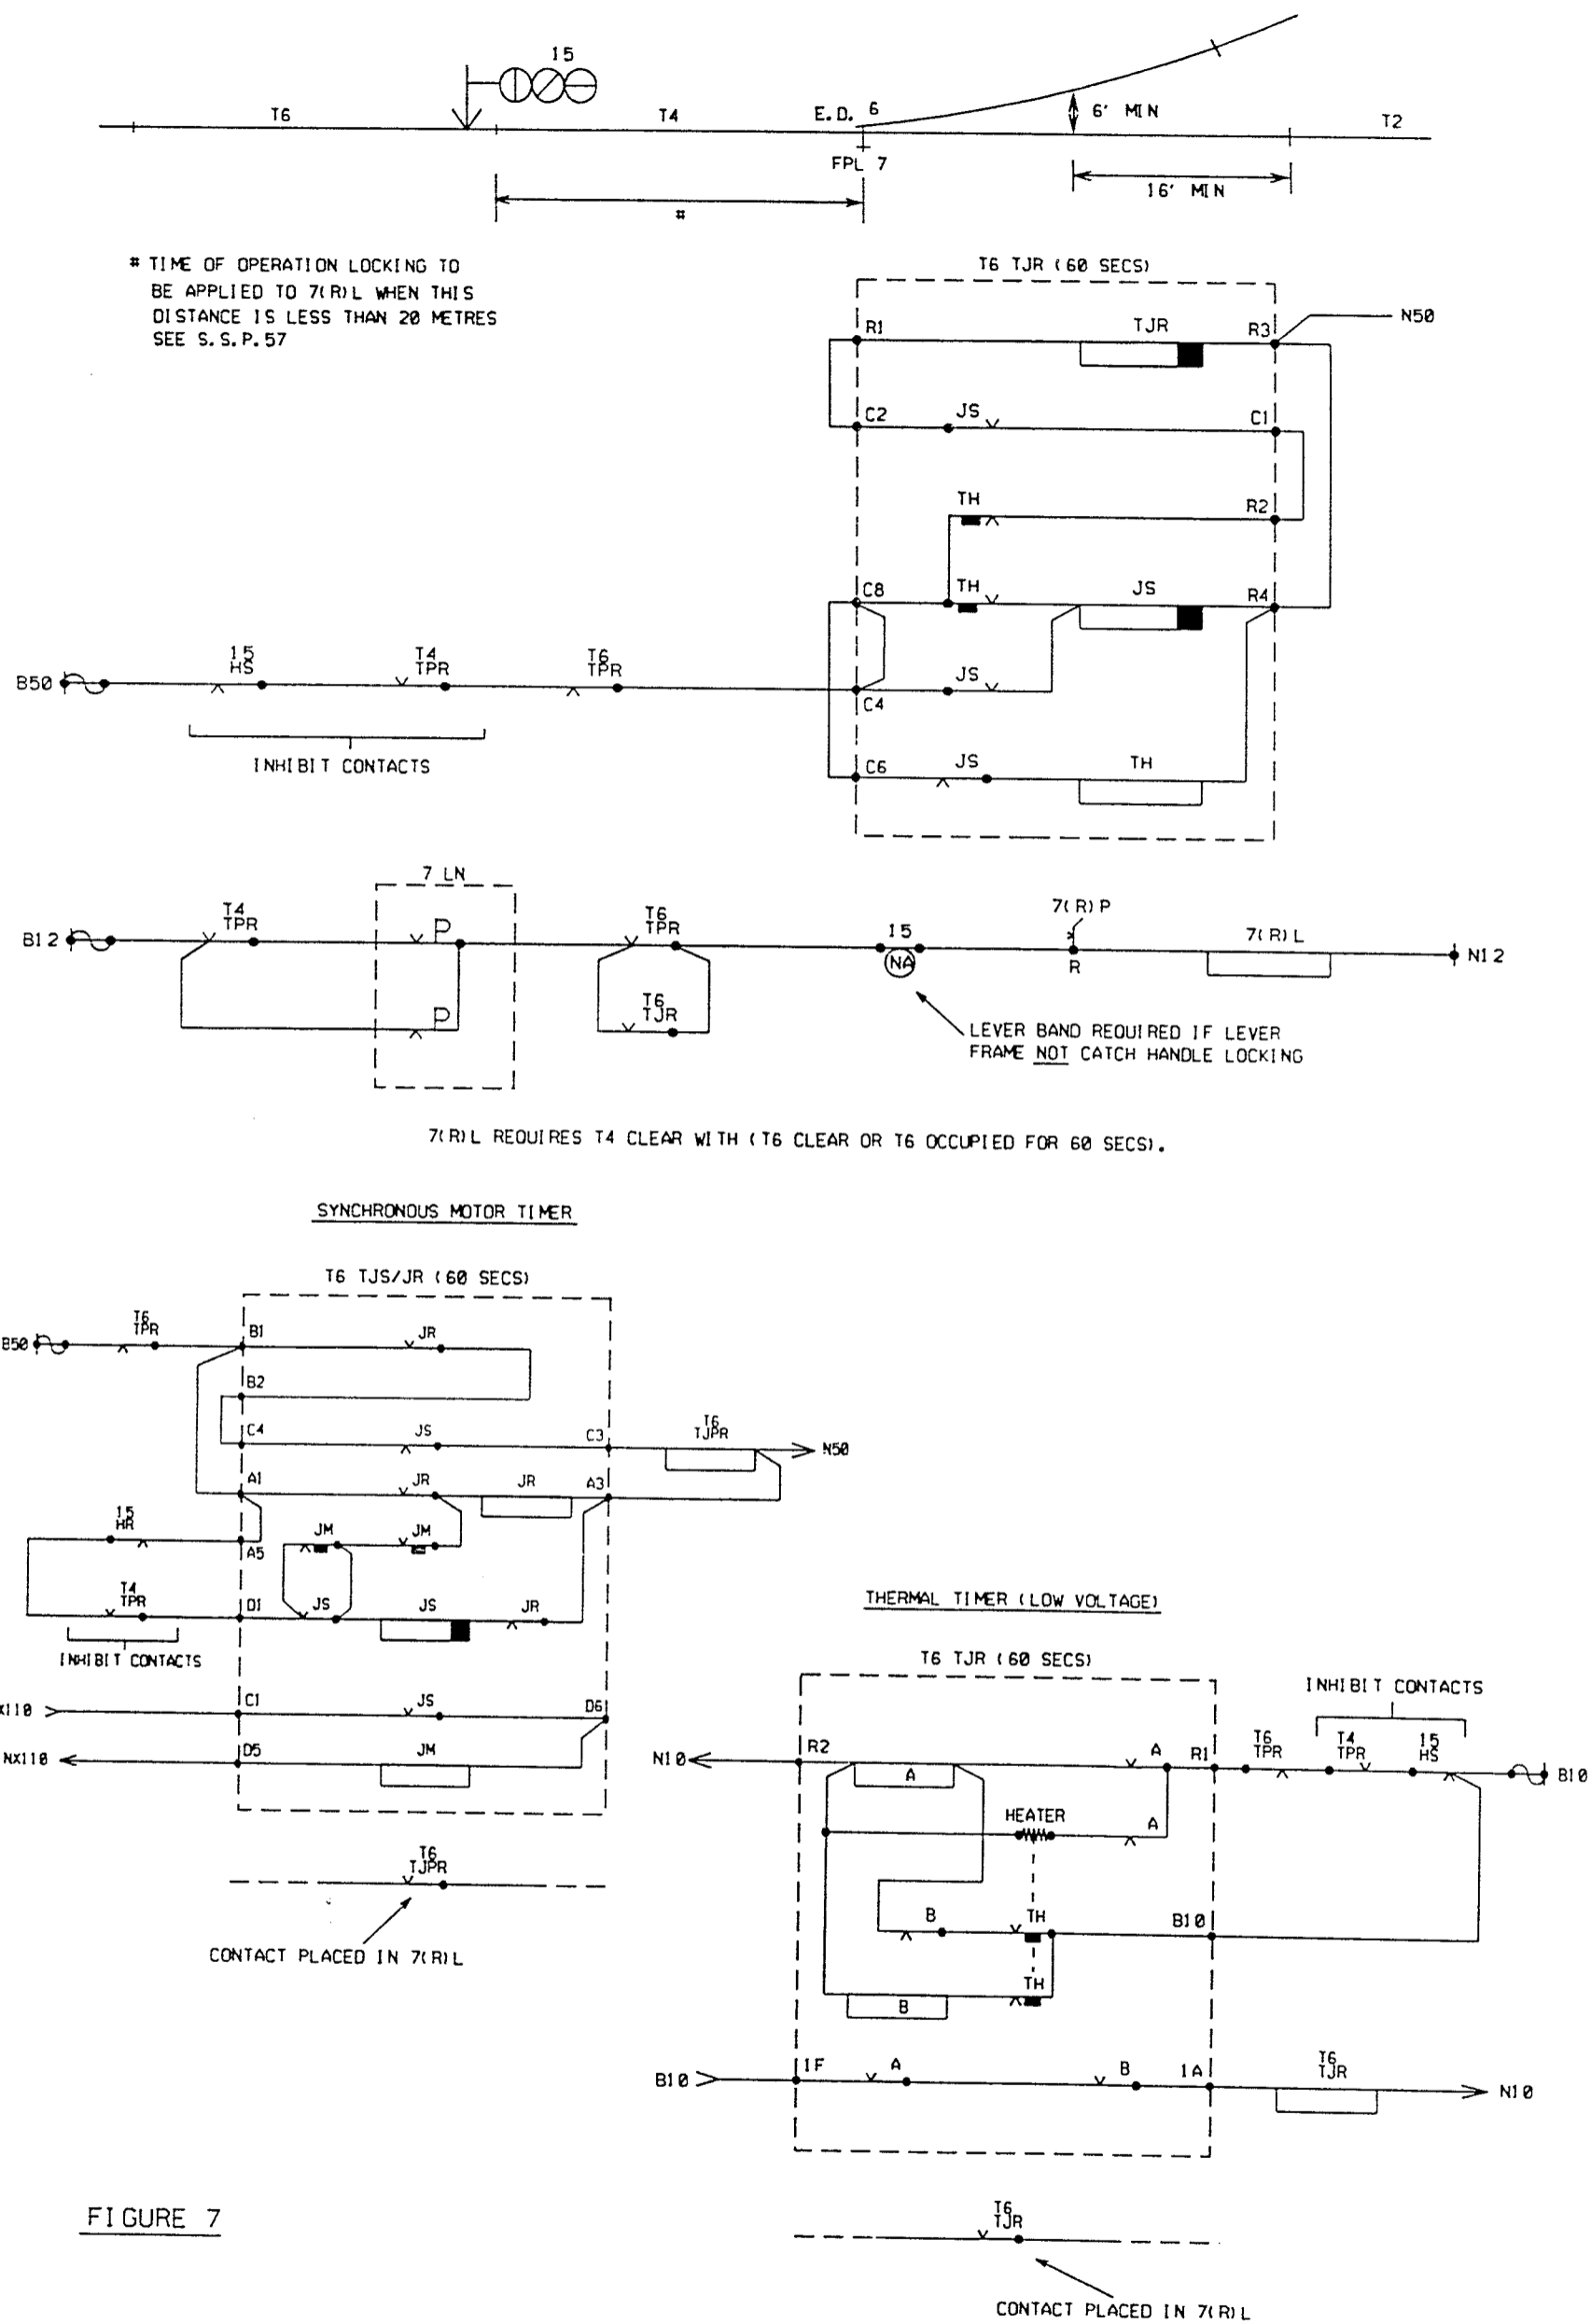 15
T6
T4
E.D. 6
6' MIN
T2
FPL 7
16' MIN
#
# TIME OF OPERATION LOCKING TO
BE APPLIED TO 7(R)L WHEN THIS
DISTANCE IS LESS THAN 20 METRES
SEE S.S.P.57
T6 TJR (60 SECS)
N50
R1
TJR
R3
C2
JS
C1
TH
R2
C8
TH
JS
R4
B50
15
HS
T4
TPR
T6
TPR
JS
C4
INHIBIT CONTACTS
C6
JS
TH
7 LN
B12
T4
TPR
P
T6
TPR
15
NA
7(R)P
R
7(R)L
N12
P
T6
TJR
LEVER BAND REQUIRED IF LEVER
FRAME NOT CATCH HANDLE LOCKING
7(R)L REQUIRES T4 CLEAR WITH (T6 CLEAR OR T6 OCCUPIED FOR 60 SECS).
SYNCHRONOUS MOTOR TIMER
T6 TJS/JR (60 SECS)
B50
T6
TPR
B1
JR
B2
C4
JS
C3
T6
TJPR
N50
A1
JR
JR
A3
15
HR
A5
JM
JM
T4
TPR
D1
JS
JS
JR
INHIBIT CONTACTS
X110
C1
JS
D6
NX110
D5
JM
T6
TJPR
CONTACT PLACED IN 7(R)L
THERMAL TIMER (LOW VOLTAGE)
T6 TJR (60 SECS)
INHIBIT CONTACTS
N10
R2
A
A
R1
T6
TPR
T4
TPR
15
HS
B10
HEATER
A
B
TH
B10
TH
B
B10
1F
A
B
1A
T6
TJR
N10
T6
TJR
CONTACT PLACED IN 7(R)L
FIGURE 7